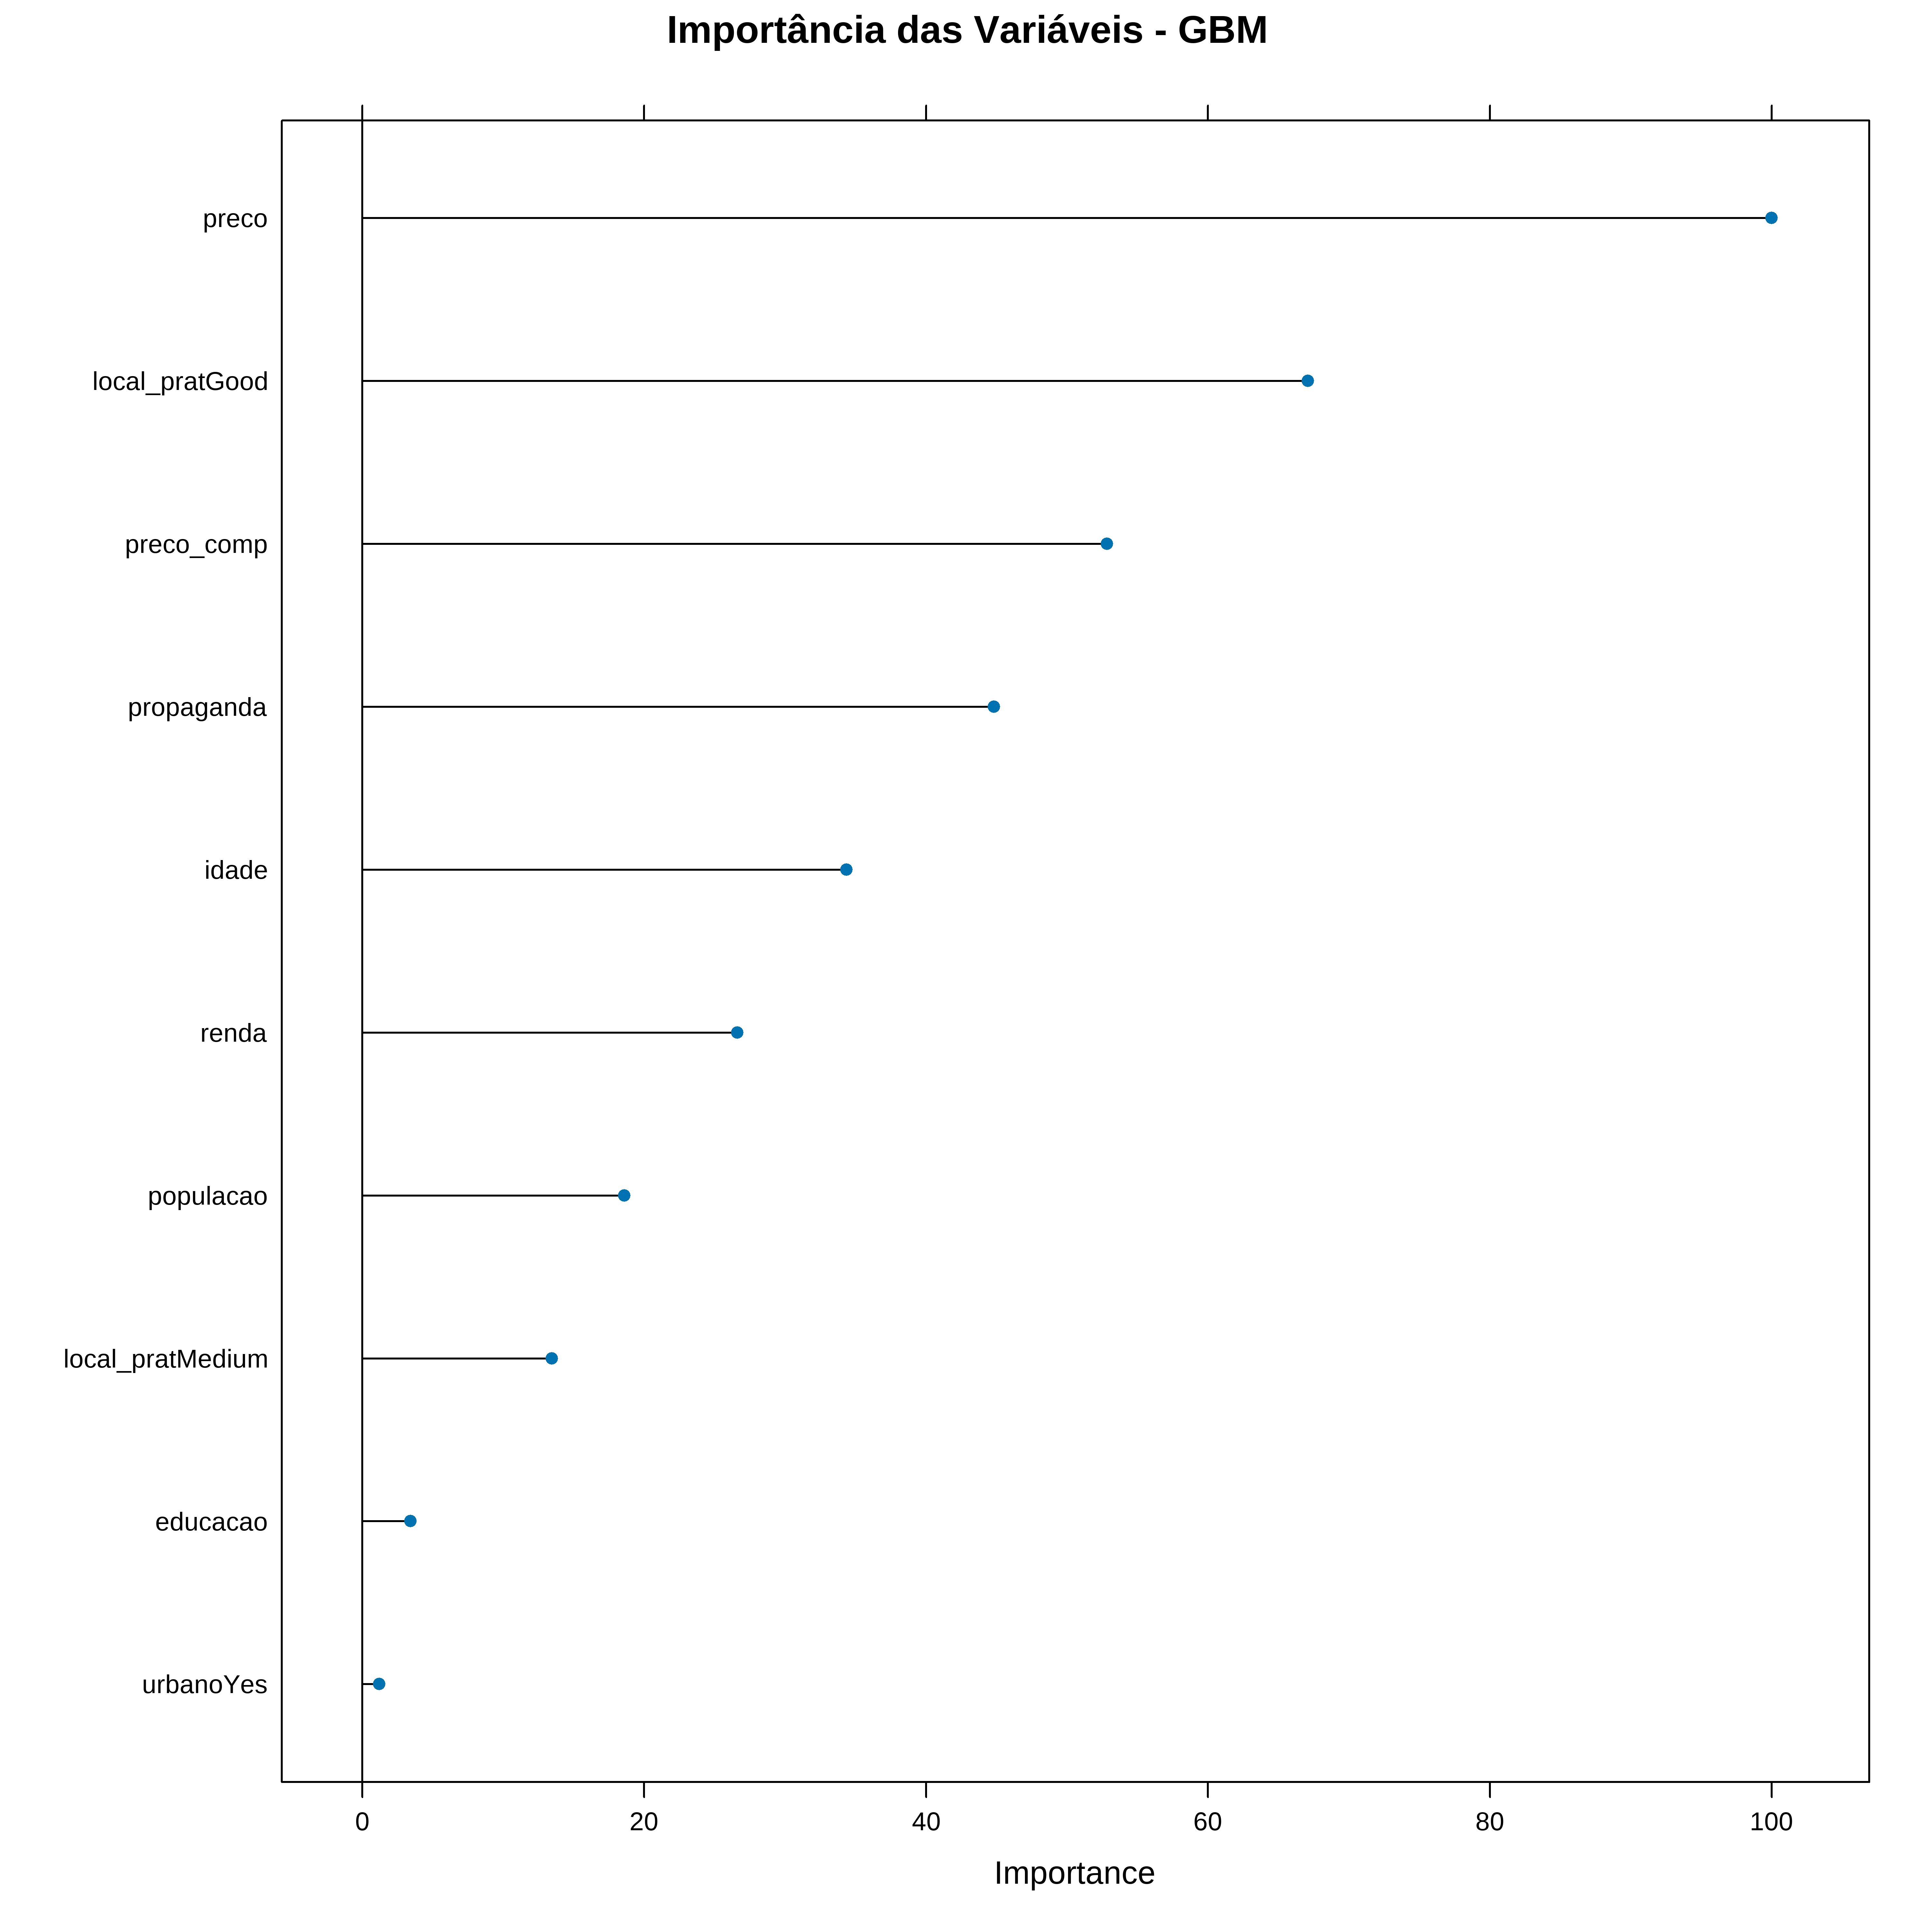 Importância das Variáveis - GBM
preco
local_pratGood
preco_comp
propaganda
idade
renda
populacao
local_pratMedium
educacao
urbanoYes
0 20 40 60 80 100
Importance